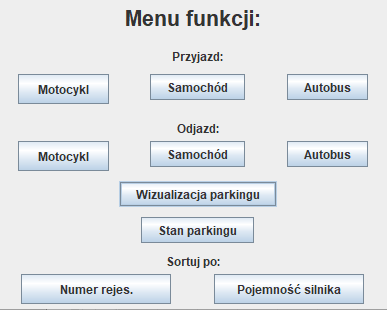 Menu funkcji:
Przyjazd:
Motocykl Samochód Autobus
Odjazd:
Motocykl Samochód Autobus
Wizualizacja parkingu
Stan parkingu
Sortuj po:
Numer rejes. Pojemność silnika